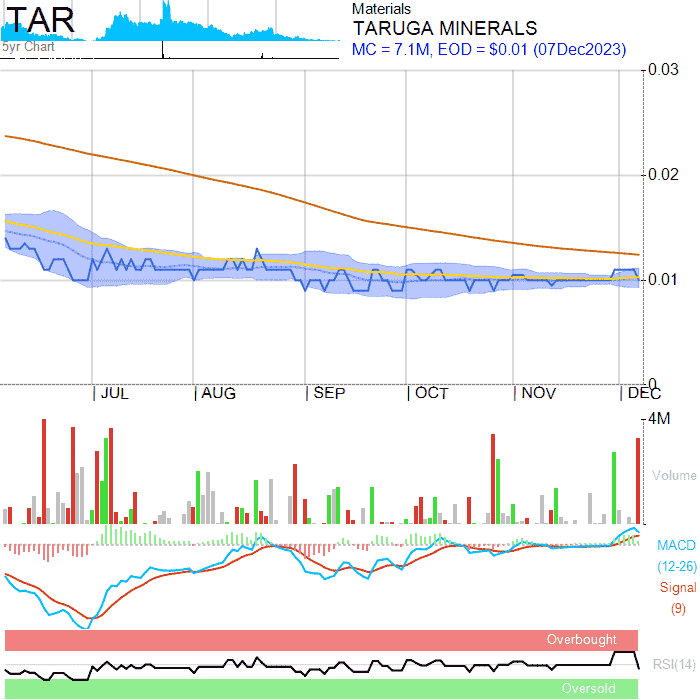 TAR
5yr Chart
Materials
TARUGA MINERALS
MC = 7.1M, EOD = $0.01 (07Dec2023)
0.03
0.02
0.01
0
JUL
AUG
SEP
OCT
NOV
DEC
4M
Volume
MACD
(12-26)
Signal
(9)
Overbought
RSI(14)
Oversold